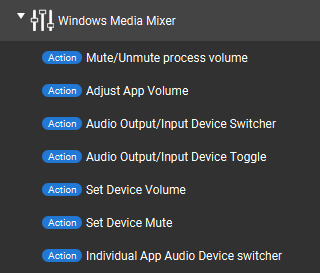 Windows Media Mixer
Action Mute/Unmute process volume
Action Adjust App Volume
Action Audio Output/Input Device Switcher
Action Audio Output/Input Device Toggle
Action Set Device Volume
Action Set Device Mute
Action Individual App Audio Device switcher